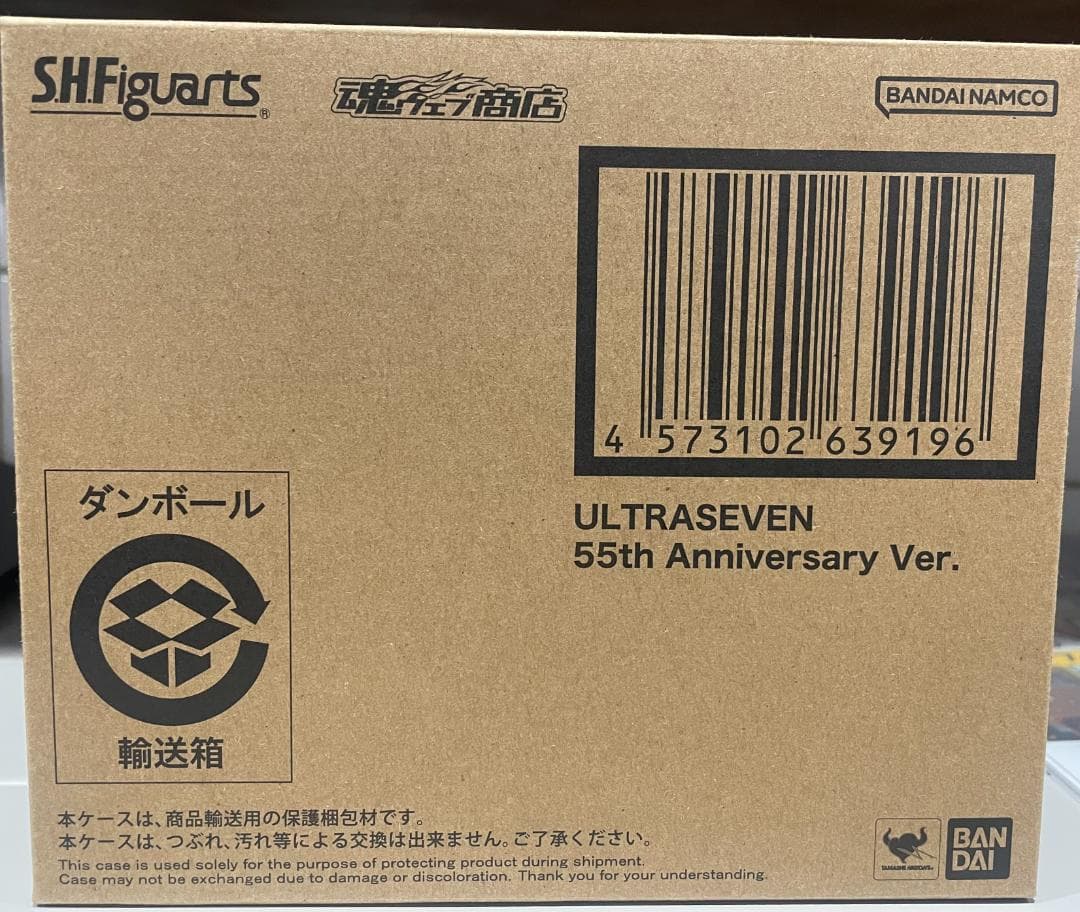 S.H.Figuarts®
魂ウェブ商店
BANDAI NAMCO
4 573102 639196
ULTRASEVEN
55th Anniversary Ver.
ダンボール
輸送箱
本ケースは、商品輸送用の保護梱包材です。
本ケースは、つぶれ、汚れ等による交換は出来ません。ご了承ください。
This case is used solely for the purpose of protecting product during shipment.
Case may not be exchanged due to damage or discoloration. Thank you for your understanding.
TAMASHII NATIONS
BAN
DAI